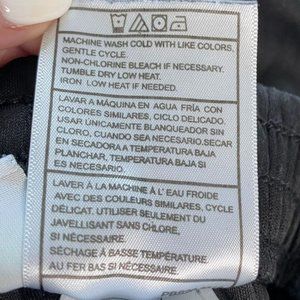 MACHINE WASH COLD WITH LIKE COLORS,
GENTLE CYCLE.
NON-CHLORINE BLEACH IF NECESSARY.
TUMBLE DRY LOW HEAT.
IRON LOW HEAT IF NEEDED.
LAVAR A MÁQUINA EN AGUA FRÍA CON
COLORES SIMILARES, CICLO DELICADO.
USAR ÚNICAMENTE BLANQUEADOR SIN
CLORO, CUANDO SEA NECESARIO.SECAR
EN SECADORA A TEMPERATURA BAJA
PLANCHAR, TEMPERATURA BAJA SI
ES NECESARIO.
LAVER À LA MACHINE À L' EAU FROIDE
AVEC DES COULEURS SIMILARES, CYCLE
DÉLICAT. UTILISER SEULEMENT DU
JAVELLISANT SANS CHLORO SI
BESOIN.
SÉCHAGE À BASSE TEMPÉRATURE.
AU FER BAS SI NÉCESSAIRE.